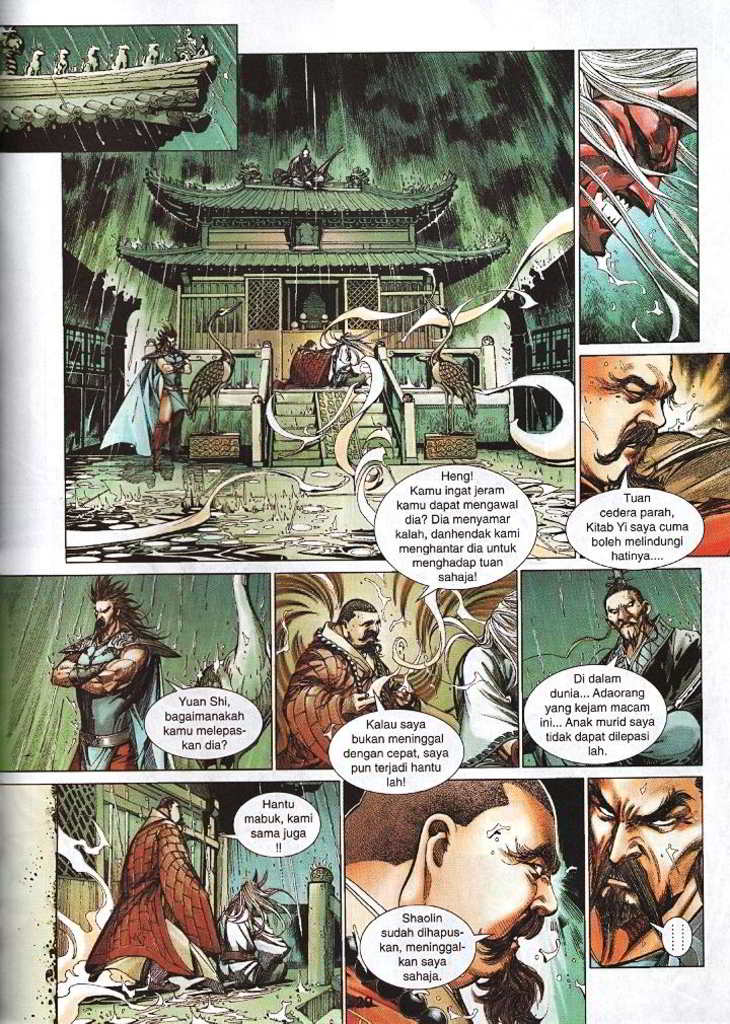 Heng!
Kamu ingat jeram
kamu dapat mengawal
dia? Dia menyamar
kalah, danhendak kami
menghantar dia untuk
menghadap tuan
sahaja!
Tuan
cedera parah,
Kitab Yi saya cuma
boleh melindungi
hatinya....
Yuan Shi,
bagaimanakah
kamu melepas-
kan dia?
Kalau saya
bukan meninggal
dengan cepat, saya
pun terjadi hantu
lah!
Di dalam
dunia... Adaorang
yang kejam macam
ini... Anak murid saya
tidak dapat dilepasi
lah.
Hantu
mabuk, kami
sama juga
!!
Shaolin
sudah dihapus-
kan, meninggal-
kan saya
sahaja.
20